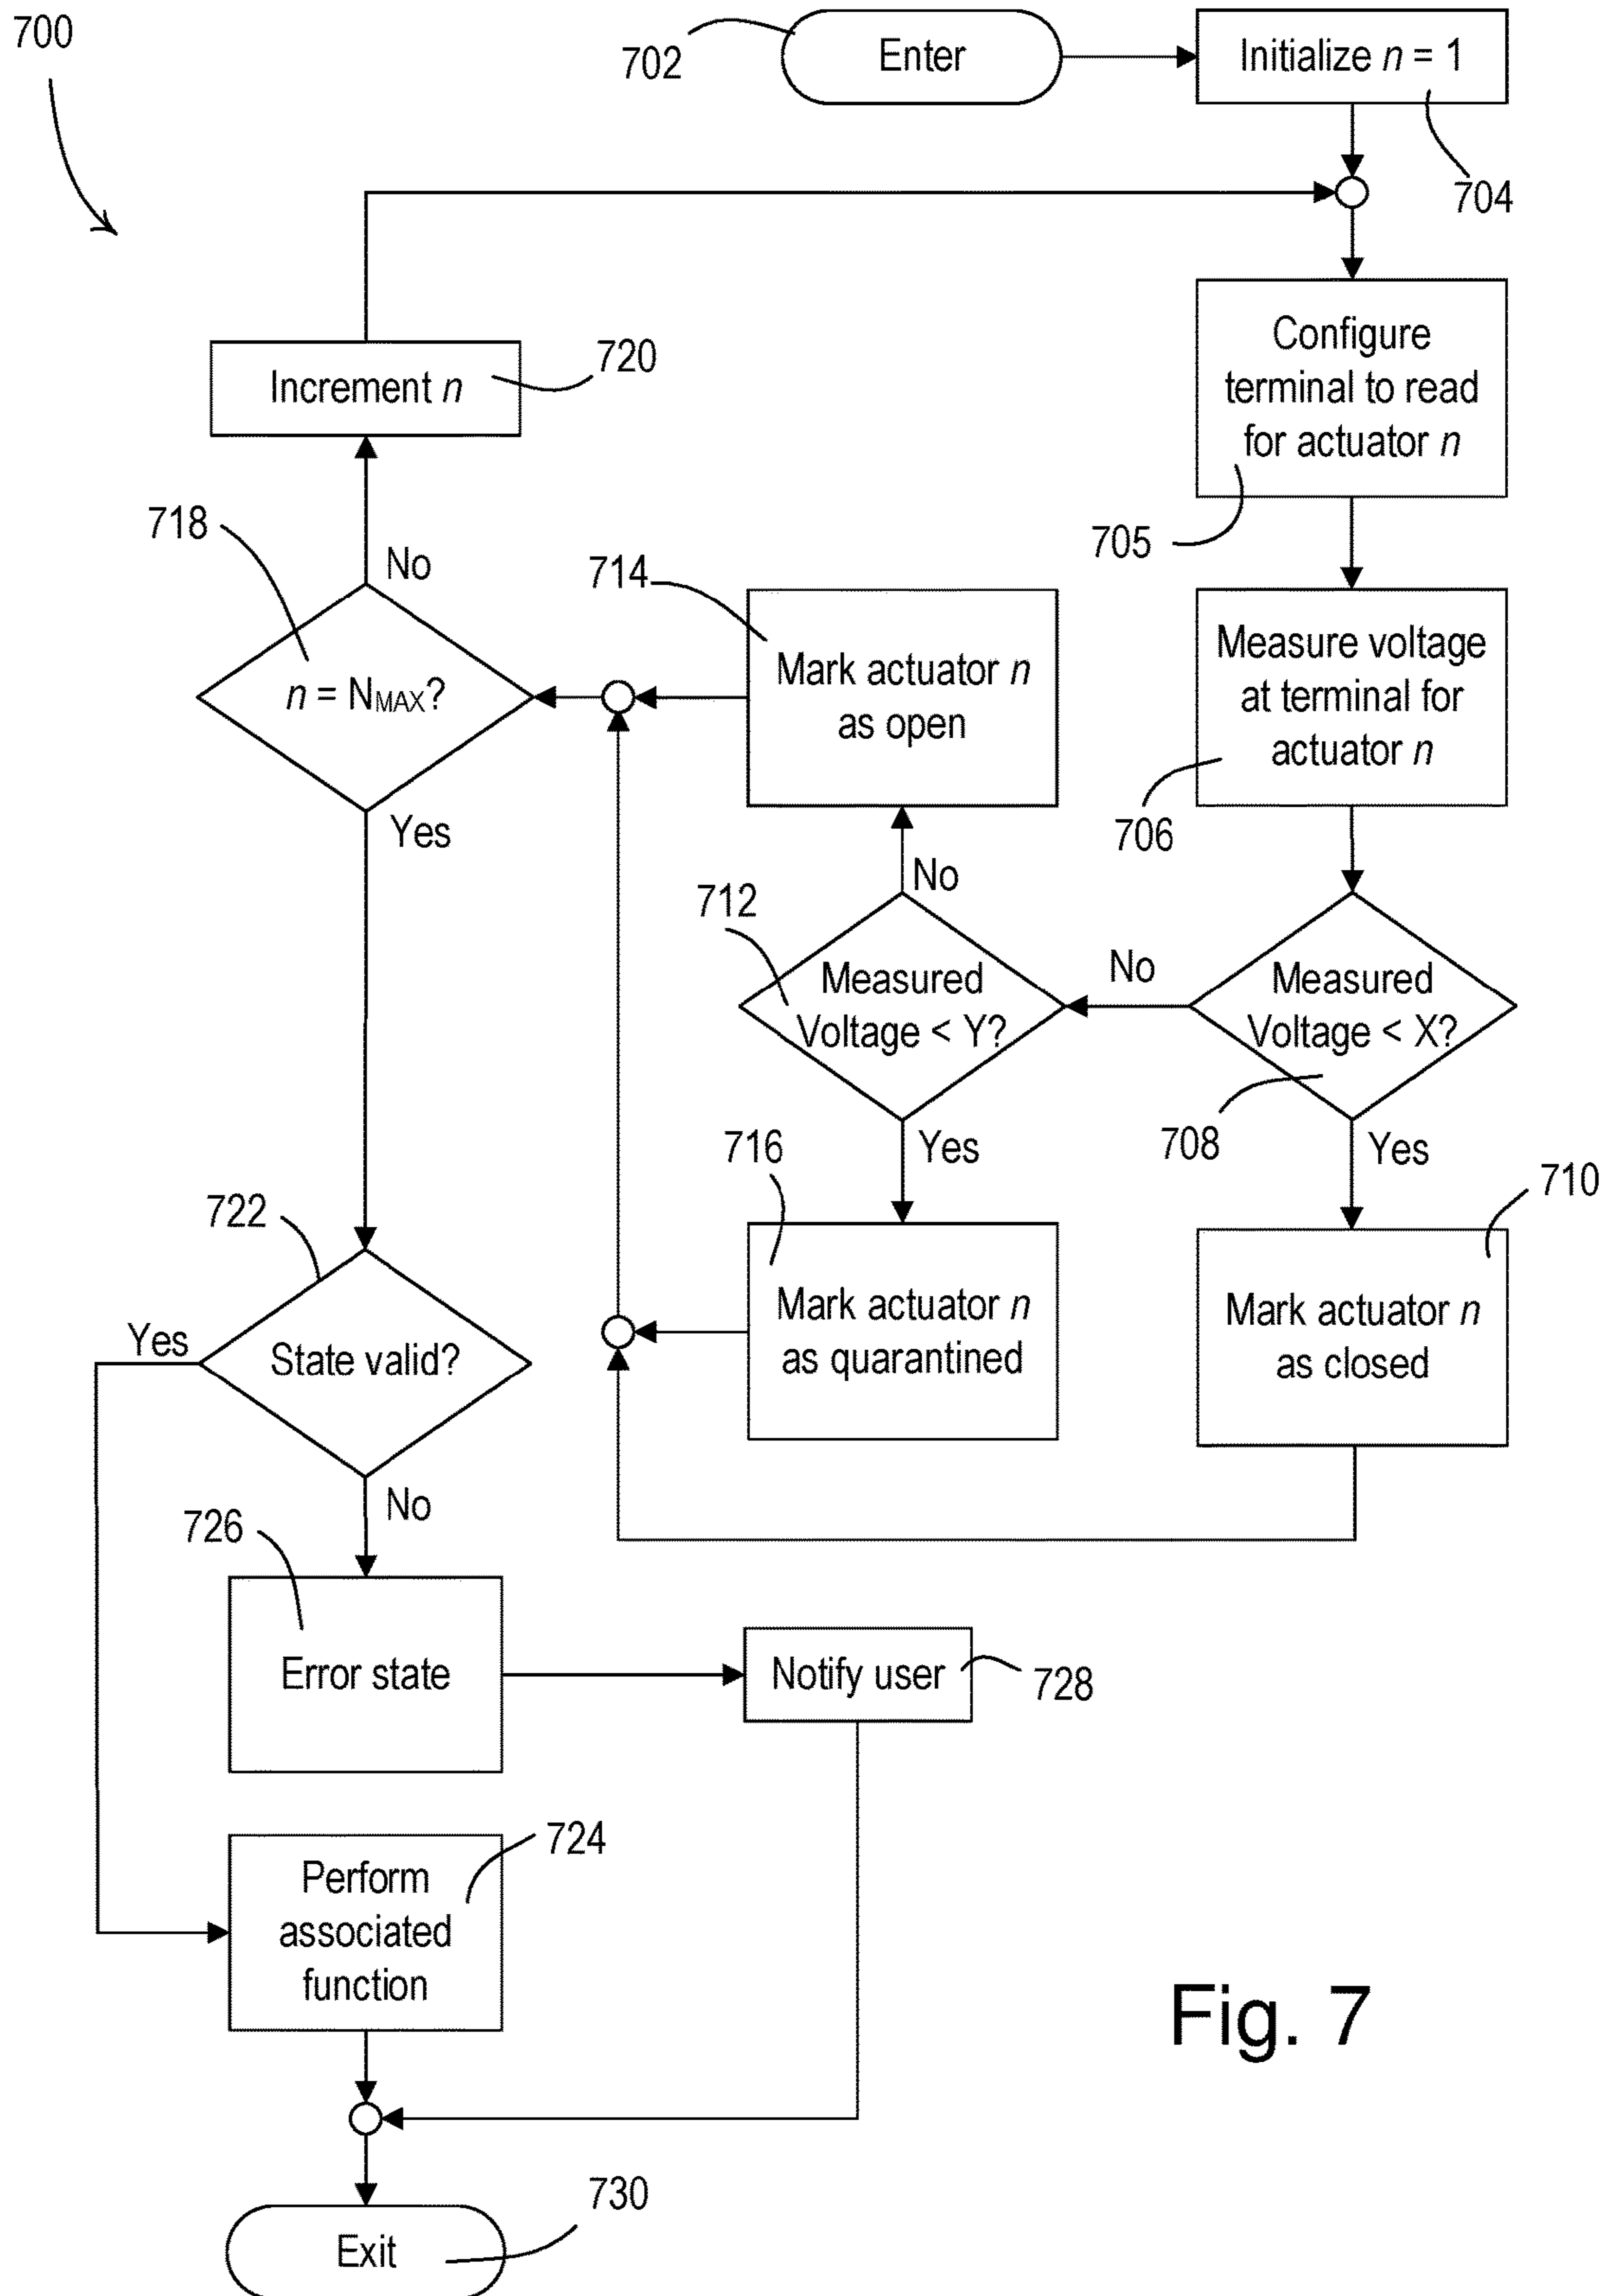 700
702
Enter
Initialize n = 1
704
Configure
terminal to read
for actuator n
705
Increment n
720
718
No
n = NMAX?
Yes
714
Mark actuator n
as open
Measure voltage
at terminal for
actuator n
706
No
712
Measured
Voltage < Y?
No
Measured
Voltage < X?
708
Yes
716
Yes
710
Mark actuator n
as quarantined
Mark actuator n
as closed
722
Yes
State valid?
No
726
Error state
Notify user
728
724
Perform
associated
function
Fig. 7
730
Exit